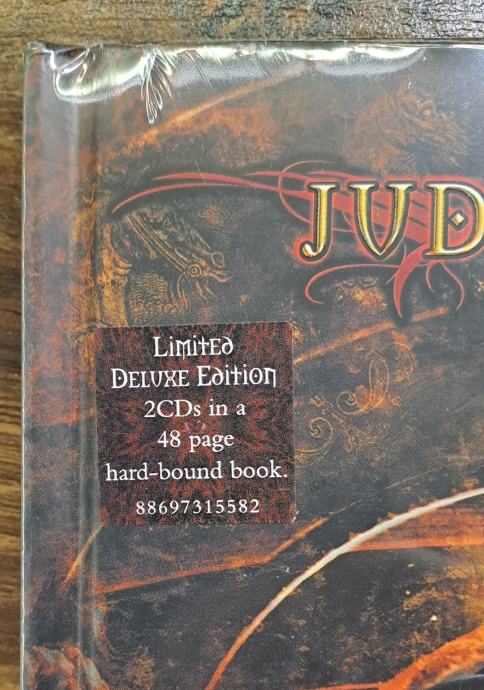 JUD
Limited
Deluxe Edition
2CDs in a
48 page
hard-bound book.
88697315582